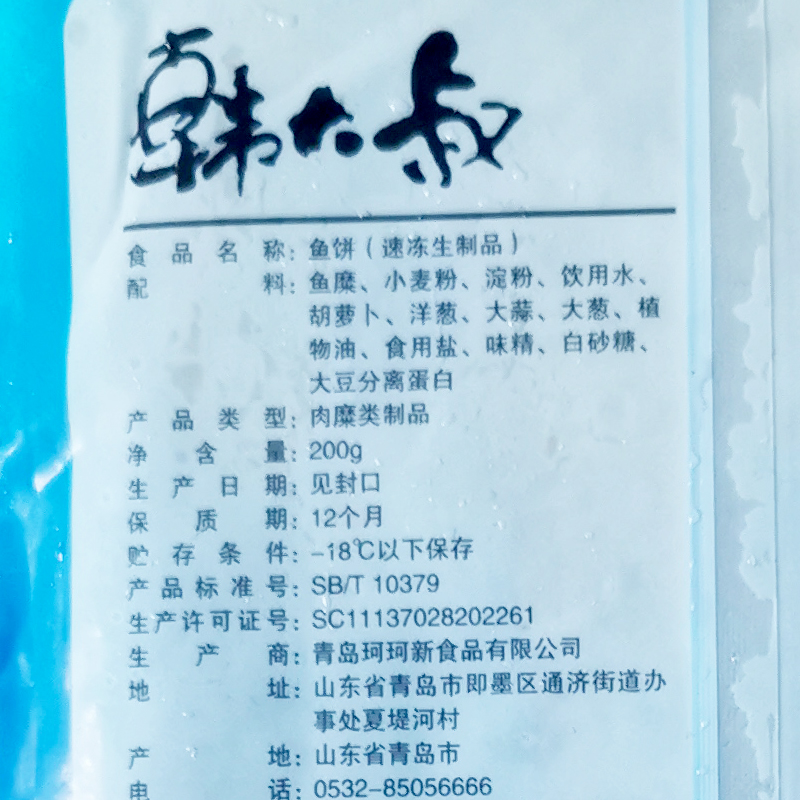 韩大叔
食品名称：鱼饼（速冻生制品）
配料：鱼糜、小麦粉、淀粉、饮用水、
胡萝卜、洋葱、大蒜、大葱、植
物油、食用盐、味精、白砂糖、
大豆分离蛋白
产品类型：肉糜类制品
净含量：200g
生产日期：见封口
保质期：12个月
贮存条件：-18℃以下保存
产品标准号：SB/T 10379
生产许可证号：SC11137028202261
生产商：青岛珂珂新食品有限公司
地址：山东省青岛市即墨区通济街道办
事处夏堤河村
产地：山东省青岛市
电话：0532-85056666